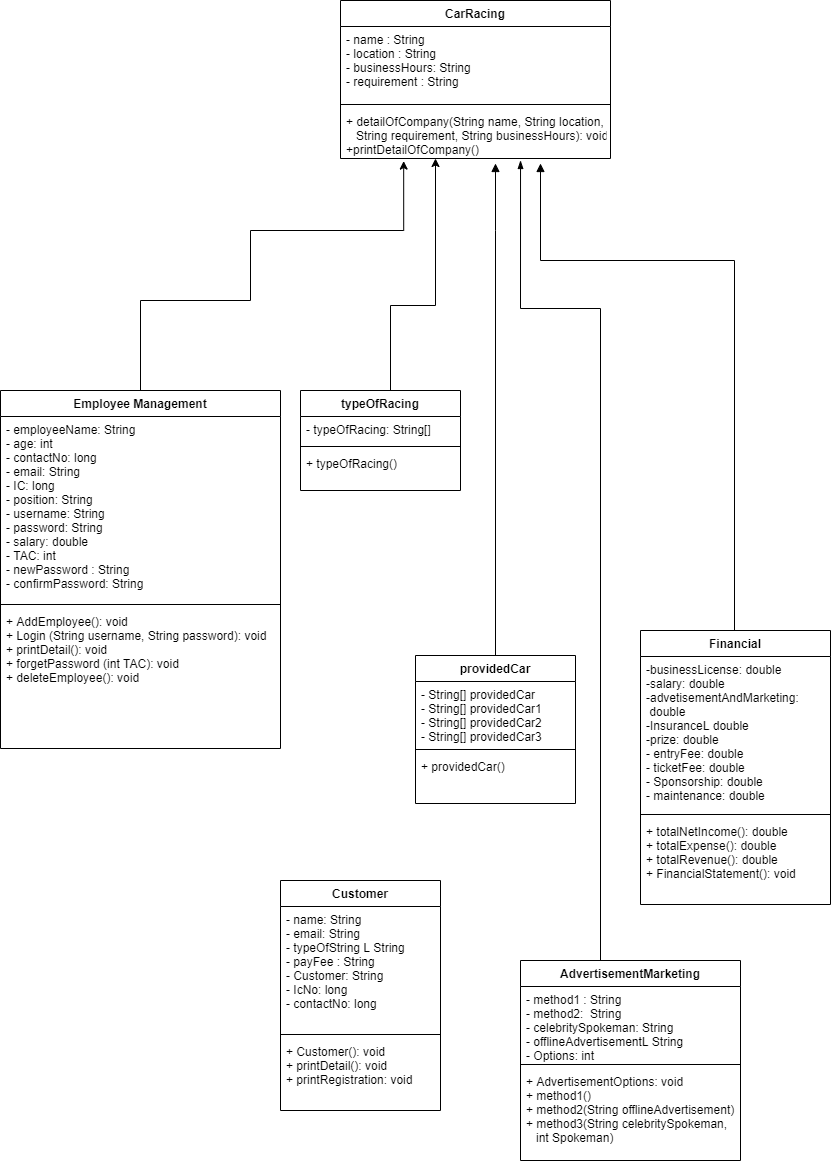 CarRacing
- name : String
- location : String
- businessHours: String
- requirement : String
+ detailOfCompany(String name, String location,
String requirement, String businessHours): void
+printDetailOfCompany()
Employee Management
- employeeName: String
- age: int
- contactNo: long
- email: String
- IC: long
- position: String
- username: String
- password: String
- salary: double
- TAC: int
- newPassword : String
- confirmPassword: String
+ AddEmployee(): void
+ Login (String username, String password): void
+ printDetail(): void
+ forgetPassword (int TAC): void
+ deleteEmployee(): void
typeOfRacing
- typeOfRacing: String[]
+ typeOfRacing()
providedCar
- String[] providedCar
- String[] providedCar1
- String[] providedCar2
- String[] providedCar3
+ providedCar()
Financial
-businessLicense: double
-salary: double
-advetisementAndMarketing:
double
-InsuranceL double
-prize: double
- entryFee: double
- ticketFee: double
- Sponsorship: double
- maintenance: double
+ totalNetIncome(): double
+ totalExpense(): double
+ totalRevenue(): double
+ FinancialStatement(): void
Customer
- name: String
- email: String
- typeOfString L String
- payFee : String
- Customer: String
- IcNo: long
- contactNo: long
+ Customer(): void
+ printDetail(): void
+ printRegistration: void
AdvertisementMarketing
- method1 : String
- method2:  String
- celebritySpokeman: String
- offlineAdvertisementL String
- Options: int
+ AdvertisementOptions: void
+ method1()
+ method2(String offlineAdvertisement)
+ method3(String celebritySpokeman,
int Spokeman)